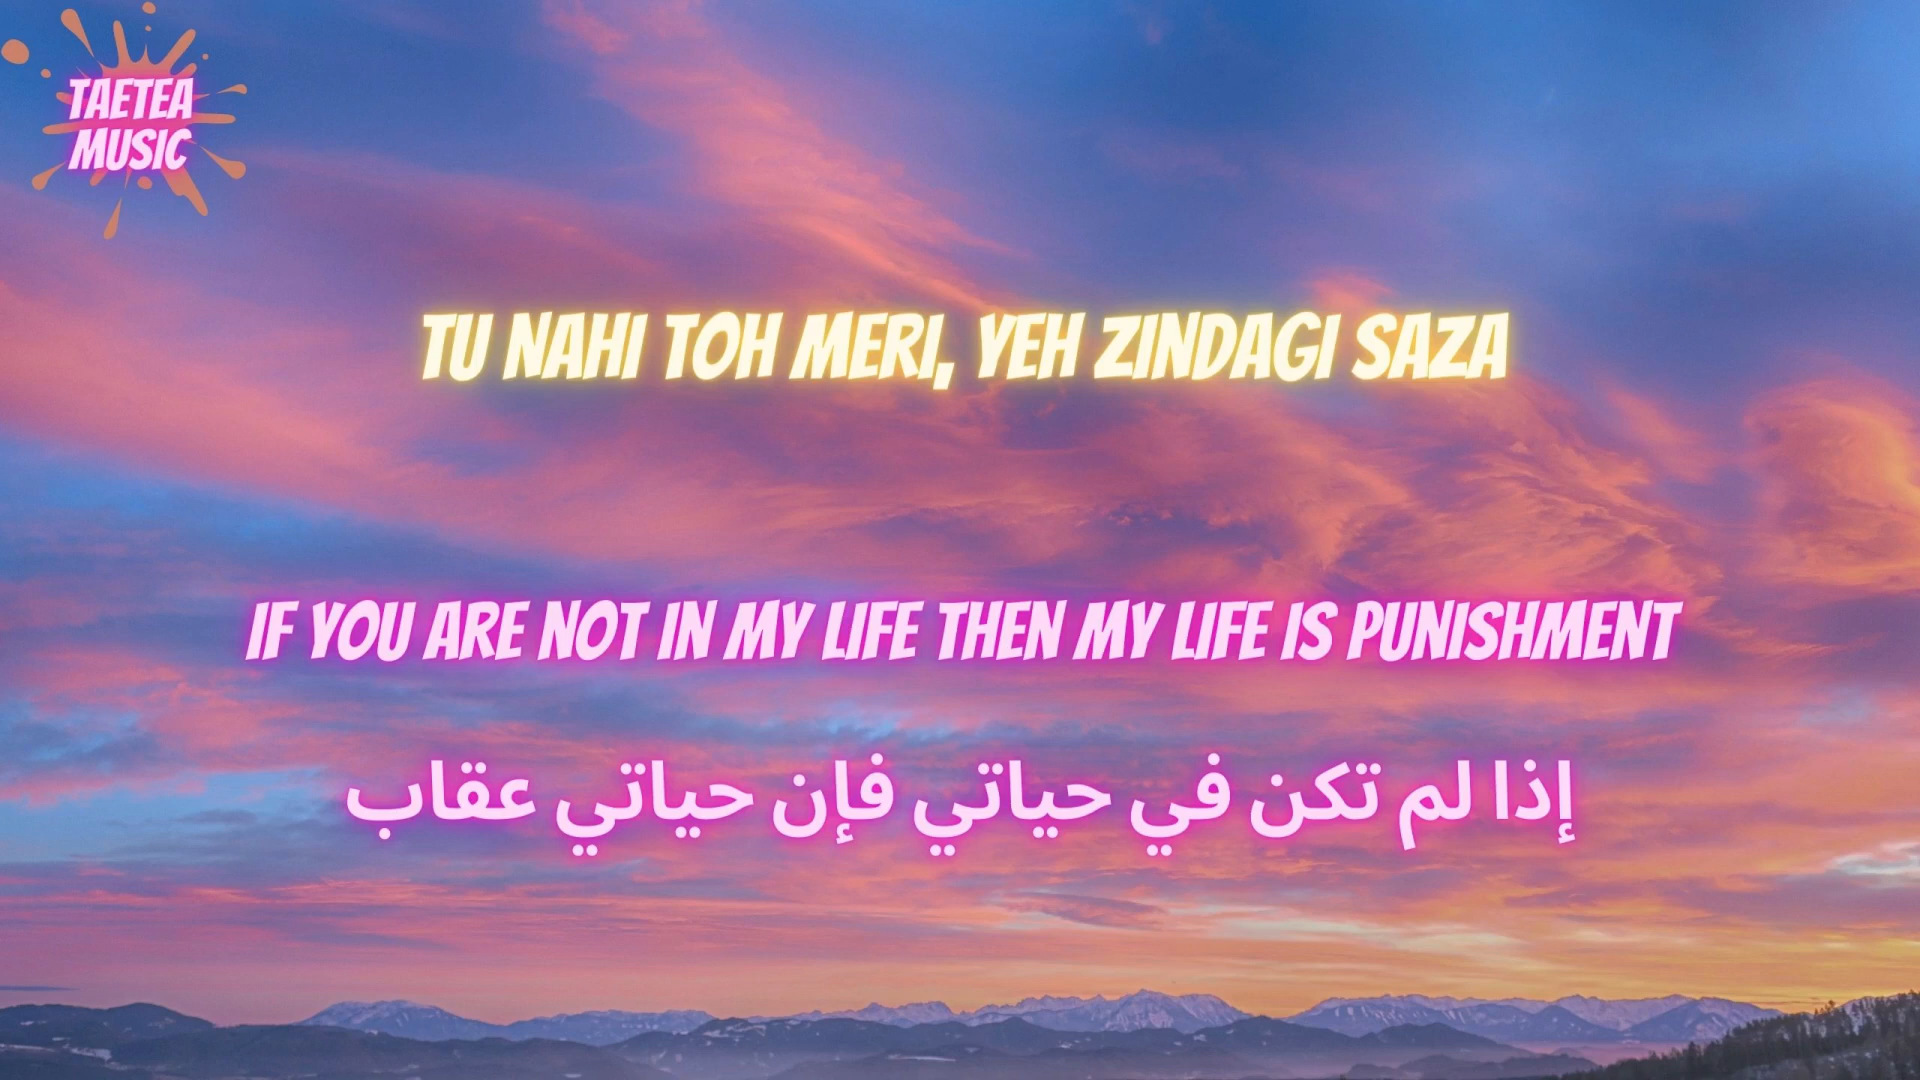 TAETEA
MUSIC
TU NAHI TOH MERI, YEH ZINDAGI SAZA
IF YOU ARE NOT IN MY LIFE THEN MY LIFE IS PUNISHMENT
إذا لم تكن في حياتي فإن حياتي عقاب